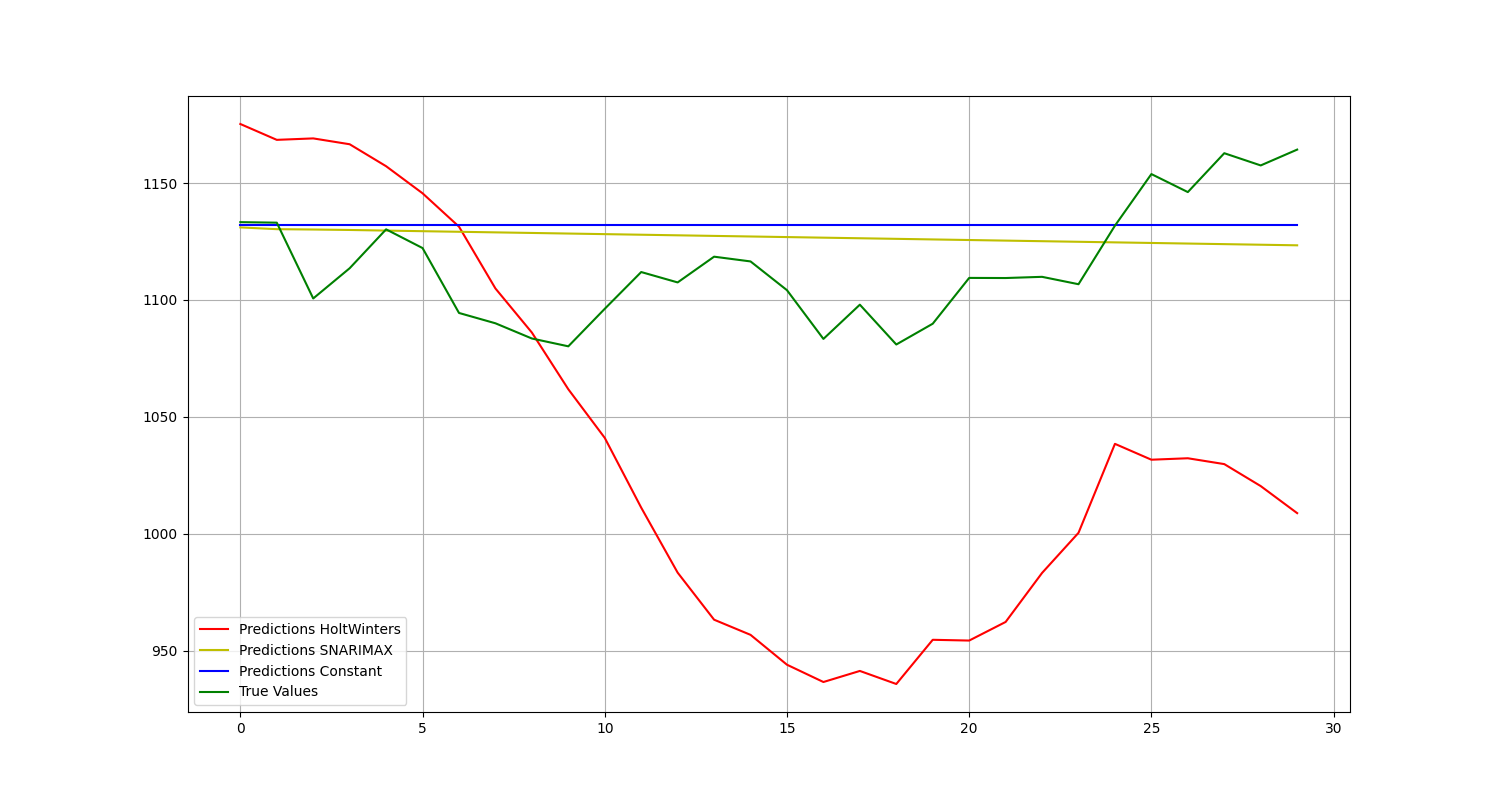 1150
1100
1050
1000
950
Predictions HoltWinters
Predictions SNARIMAX
Predictions Constant
True Values
0 5 10 15 20 25 30